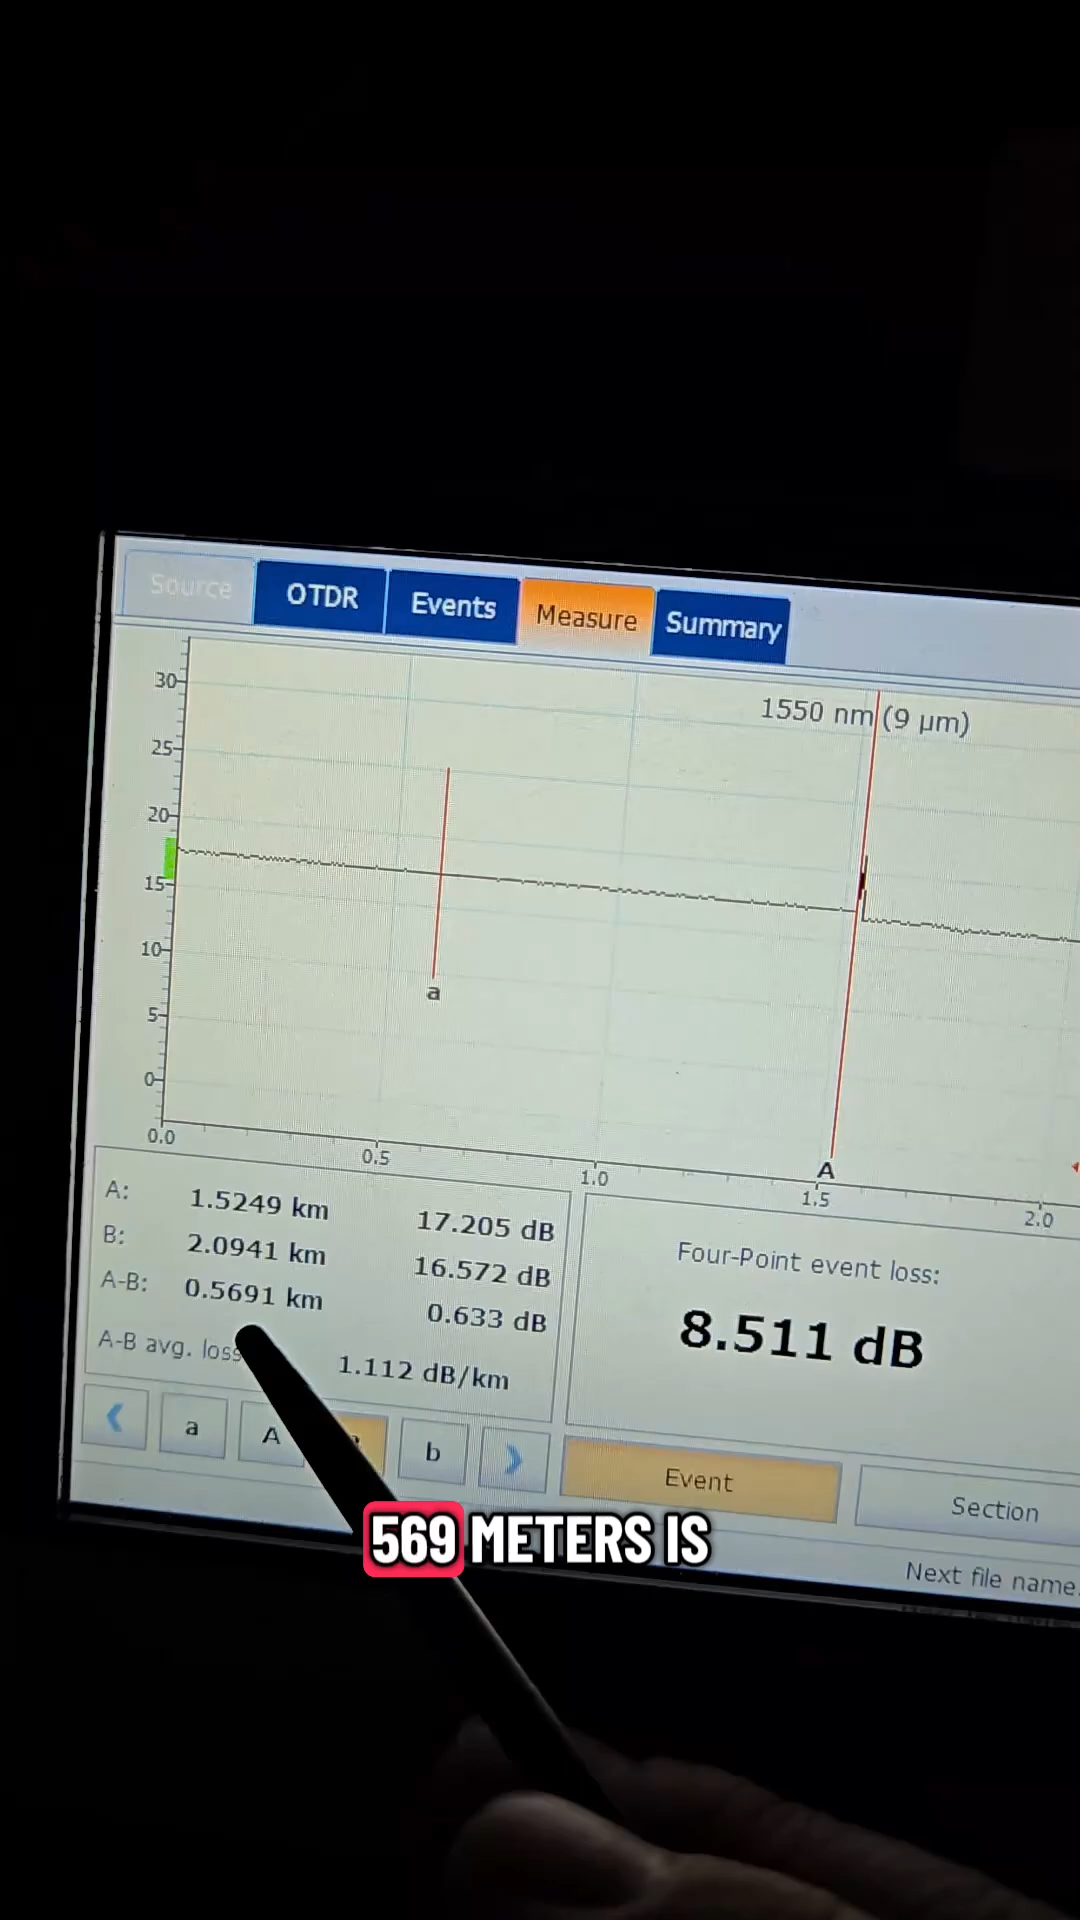 Source OTDR Events Measure Summary
1550 nm (9 µm)
30
25
20
15
10
5
0
a
A
0.0 0.5 1.0 1.5 2.0
A: 1.5249 km 17.205 dB
B: 2.0941 km 16.572 dB
A-B: 0.5691 km 0.633 dB
A-B avg. loss 1.112 dB/km
Four-Point event loss:
8.511 dB
a A b
Event Section
569 METERS IS
Next file name